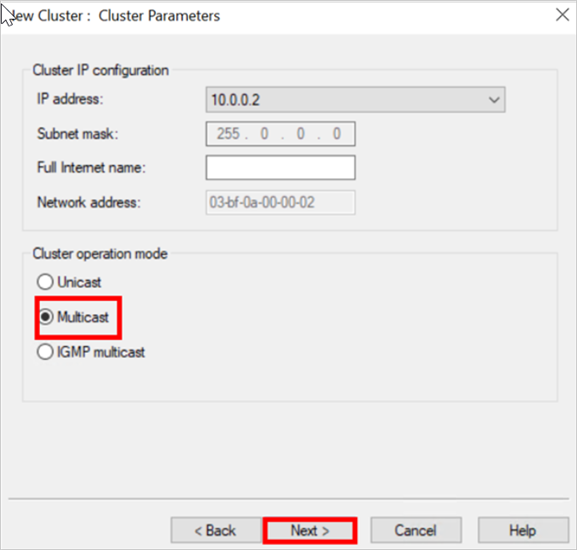 New Cluster : Cluster Parameters
Cluster IP configuration
IP address: 10.0.0.2
Subnet mask: 255 . 0 . 0 . 0
Full Internet name:
Network address: 03-bf-0a-00-00-02
Cluster operation mode
Unicast
Multicast
IGMP multicast
< Back Next > Cancel Help